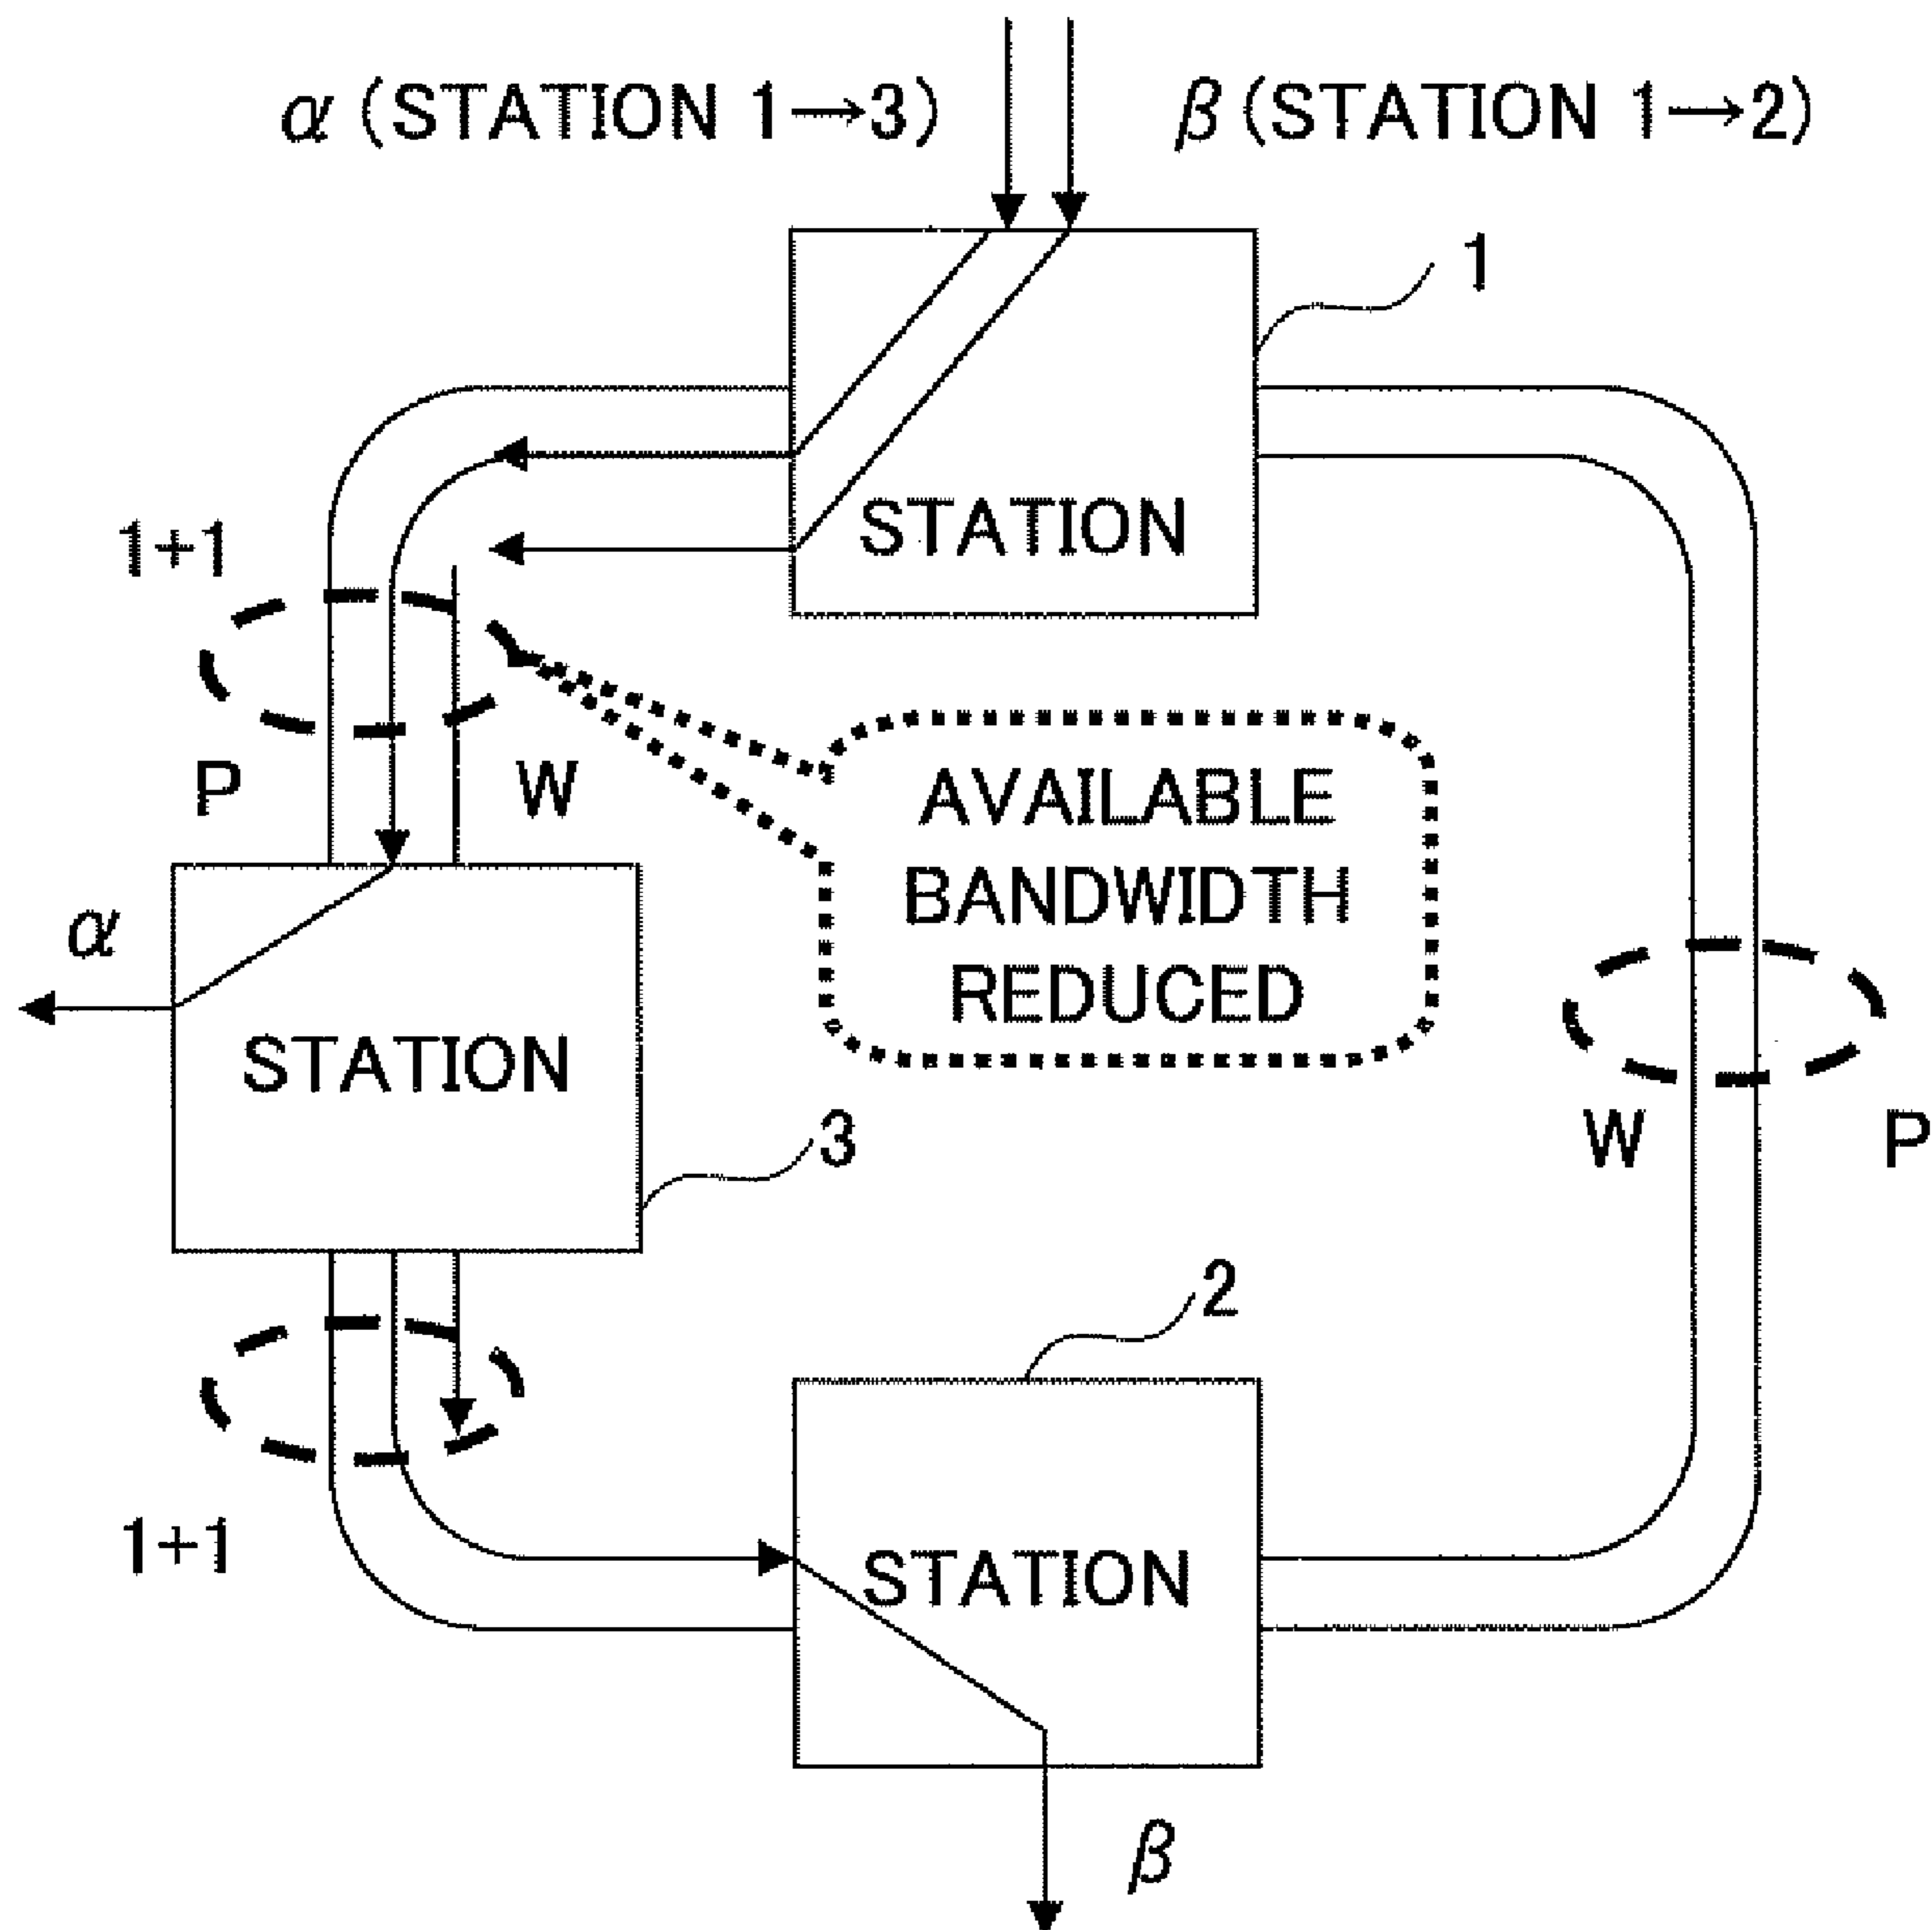 α (STATION 1→3)
β (STATION 1→2)
1
STATION
1+1
P
W
AVAILABLE
BANDWIDTH
REDUCED
α
STATION
3
W
P
2
1+1
STATION
β